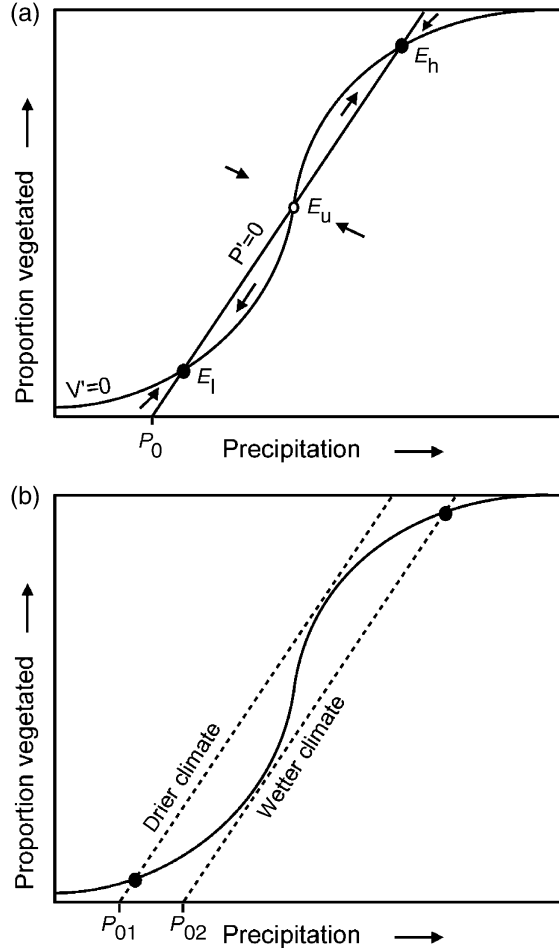 (a)
Proportion vegetated
E_h
E_u
P'=0
V'=0
E_l
P_0
Precipitation
(b)
Proportion vegetated
Drier climate
Wetter climate
P_01
P_02
Precipitation